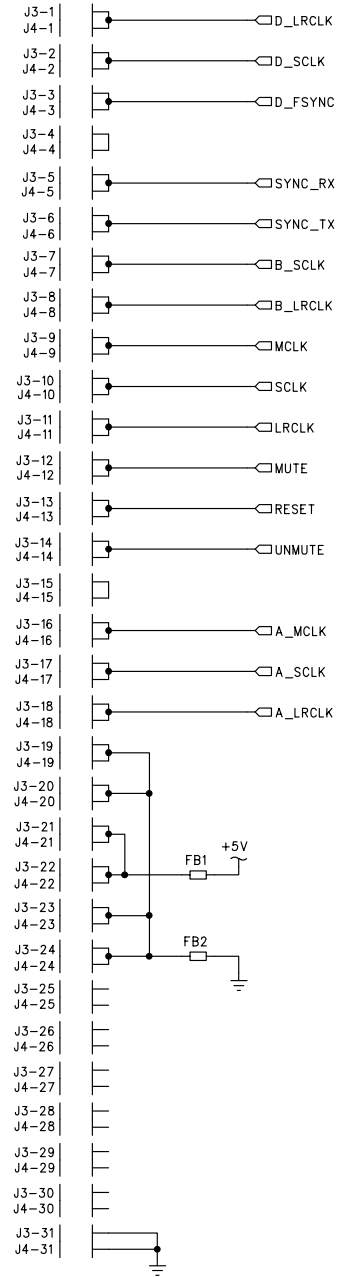 J3-1
J4-1
D_LRCLK
J3-2
J4-2
D_SCLK
J3-3
J4-3
D_FSYNC
J3-4
J4-4
J3-5
J4-5
SYNC_RX
J3-6
J4-6
SYNC_TX
J3-7
J4-7
B_SCLK
J3-8
J4-8
B_LRCLK
J3-9
J4-9
MCLK
J3-10
J4-10
SCLK
J3-11
J4-11
LRCLK
J3-12
J4-12
MUTE
J3-13
J4-13
RESET
J3-14
J4-14
UNMUTE
J3-15
J4-15
J3-16
J4-16
A_MCLK
J3-17
J4-17
A_SCLK
J3-18
J4-18
A_LRCLK
J3-19
J4-19
J3-20
J4-20
J3-21
J4-21
+5V
J3-22
J4-22
FB1
J3-23
J4-23
J3-24
J4-24
FB2
J3-25
J4-25
J3-26
J4-26
J3-27
J4-27
J3-28
J4-28
J3-29
J4-29
J3-30
J4-30
J3-31
J4-31